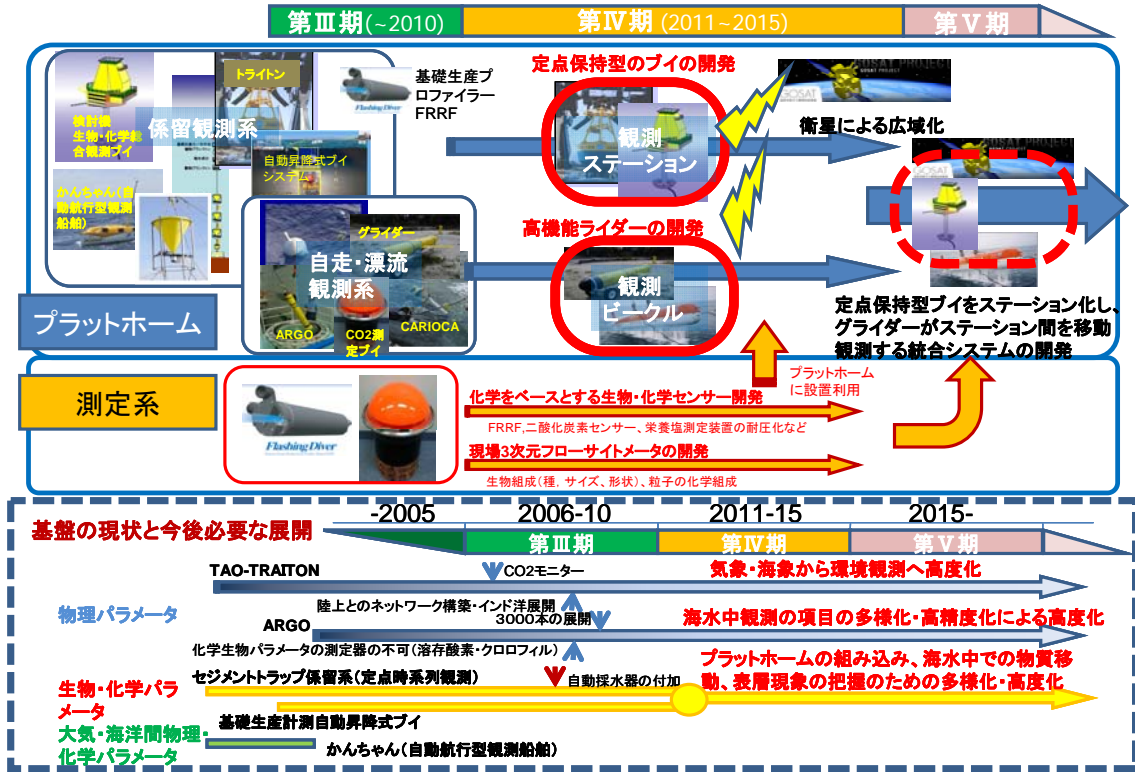 第Ⅲ期(~2010)
第Ⅳ期(2011~2015)
第Ⅴ期
トライトン
検討機
生物・化学総
合観測ブイ
係留観測系
自動昇降式ブイ
システム
かんちゃん(自
動航行型観測
船舶)
Flashing Diver
基礎生産プ
ロファイラー
FRRF
グライダー
自走・漂流
観測系
ARGO
CO2測
定ブイ
CARIOCA
定点保持型のブイの開発
観測
ステーション
高機能ライダーの開発
観測
ビークル
GOSAT PROJECT
GOSAT
衛星による広域化
GOSAT
プラットホーム
定点保持型ブイをステーション化し、
グライダーがステーション間を移動
観測する統合システムの開発
測定系
Flashing Diver
プラットホーム
に設置利用
化学をベースとする生物・化学センサー開発
FRRF,二酸化炭素センサー、栄養塩測定装置の耐圧化など
現場3次元フローサイトメータの開発
生物組成(種，サイズ、形状)、粒子の化学組成
基盤の現状と今後必要な展開
-2005
2006-10
2011-15
2015-
第Ⅲ期
第Ⅳ期
第Ⅴ期
TAO-TRAITON
CO2モニター
気象・海象から環境観測へ高度化
物理パラメータ
陸上とのネットワーク構築・インド洋展開
3000本の展開
海水中観測の項目の多様化・高精度化による高度化
ARGO
化学生物パラメータの測定器の不可(溶存酸素・クロロフィル)
プラットホームの組み込み、海水中での物質移
動、表層現象の把握のための多様化・高度化
セジメントトラップ係留系(定点時系列観測)
自動採水器の付加
生物・化学パラ
メータ
基礎生産計測自動昇降式ブイ
大気・海洋間物理・
化学パラメータ
かんちゃん(自動航行型観測船舶)